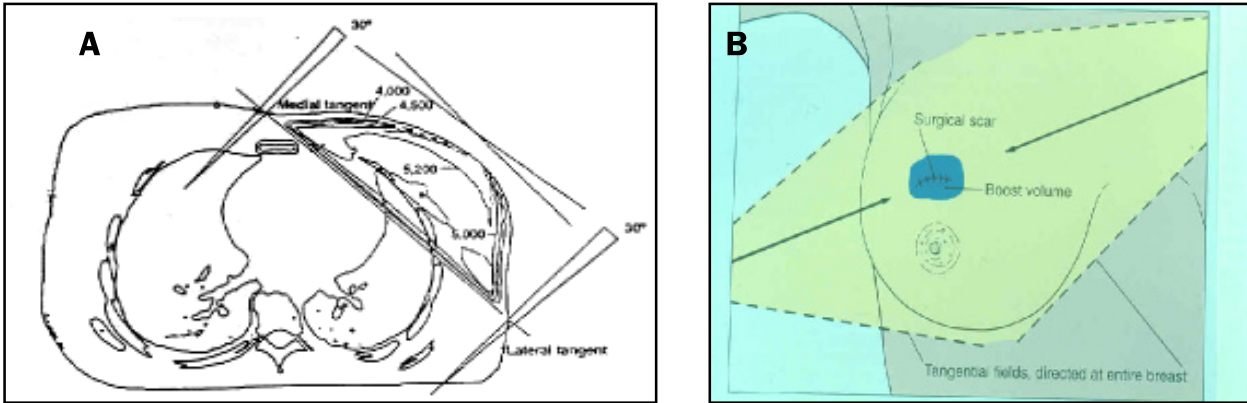 A
30°
Medial tangent
4,000
4,500
5,200
5,000
30°
Lateral tangent
B
Surgical scar
Boost volume
Tangential fields, directed at entire breast